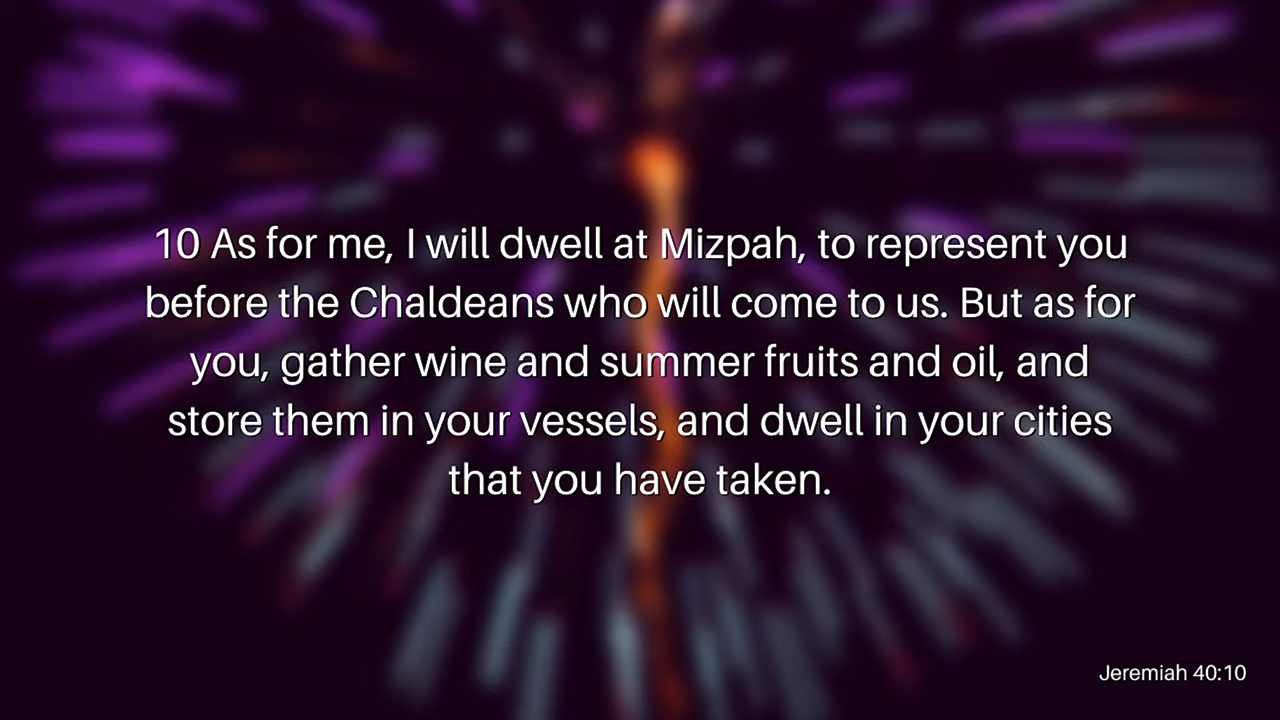 10 As for me, I will dwell at Mizpah, to represent you
before the Chaldeans who will come to us. But as for
you, gather wine and summer fruits and oil, and
store them in your vessels, and dwell in your cities
that you have taken.
Jeremiah 40:10